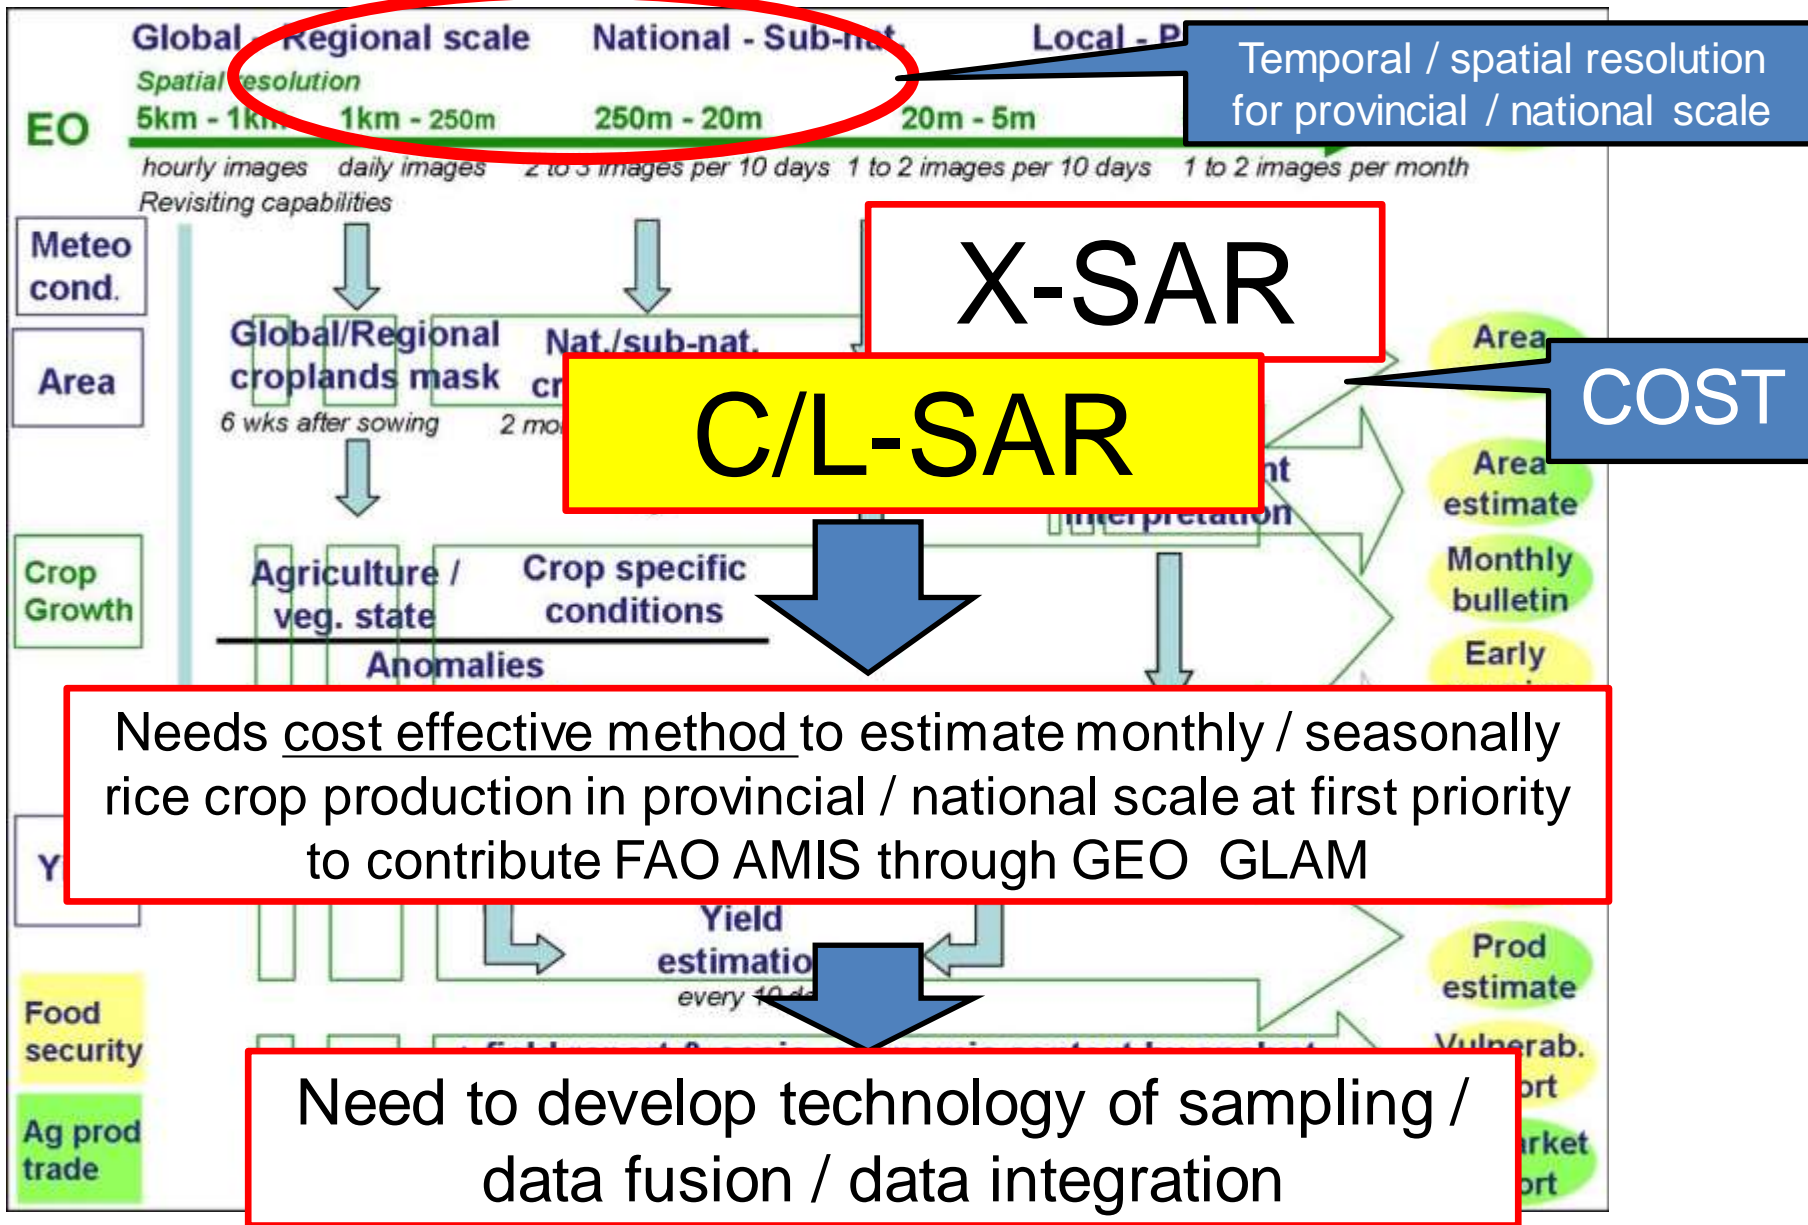 Global - Regional scale
National - Sub-nat.
Local - P
Temporal / spatial resolution
for provincial / national scale
Spatial resolution
EO
5km - 1km
1km - 250m
250m - 20m
20m - 5m
hourly images
daily images
2 to 3 images per 10 days
1 to 2 images per 10 days
1 to 2 images per month
Revisiting capabilities
Meteo
cond.
X-SAR
Global/Regional
croplands mask
6 wks after sowing
Nat./sub-nat.
2
Area
Area
COST
C/L-SAR
Area
estimate
interpretation
Crop
Growth
Agriculture /
veg. state
Crop specific
conditions
Monthly
bulletin
Anomalies
Early
Needs cost effective method to estimate monthly / seasonally
rice crop production in provincial / national scale at first priority
to contribute FAO AMIS through GEO GLAM
Yield
estimatio
every 10
Prod
estimate
Food
security
Vulnerab.
Need to develop technology of sampling /
data fusion / data integration
Ag prod
trade